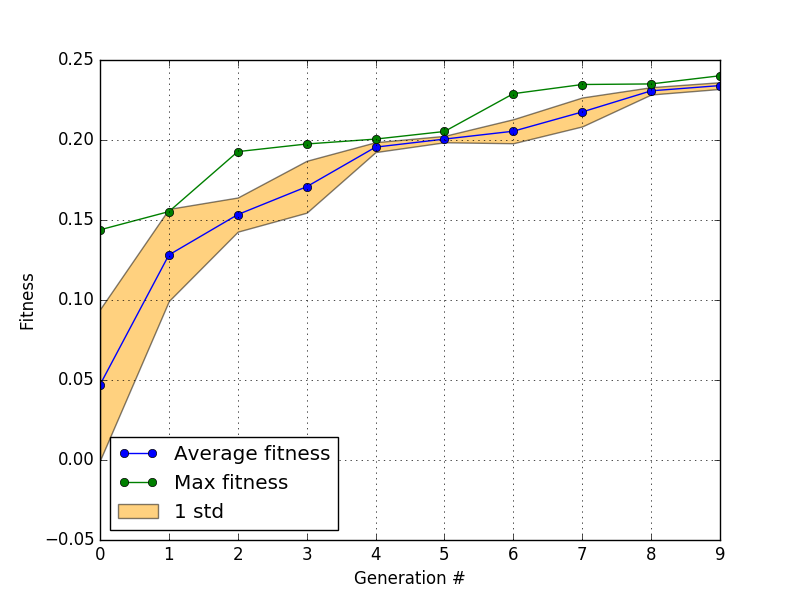 0.25
0.20
0.15
0.10
0.05
0.00
−0.05
Fitness
Average fitness
Max fitness
1 std
0 1 2 3 4 5 6 7 8 9
Generation #